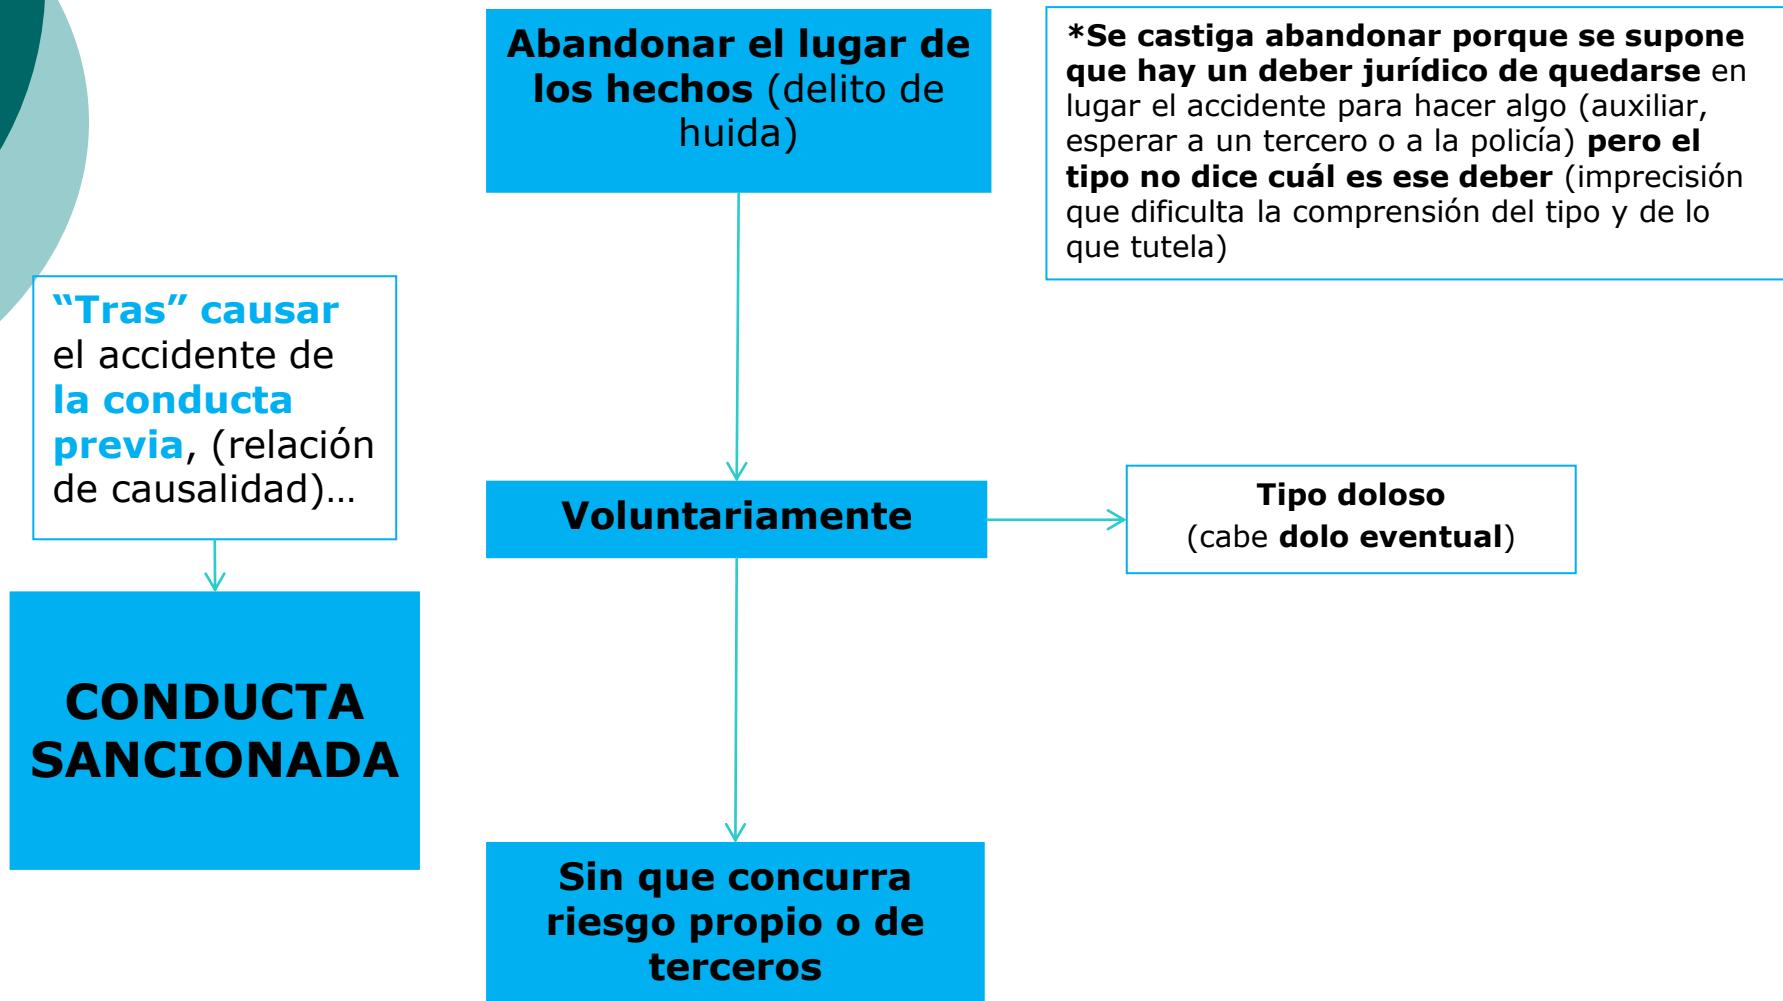 Abandonar el lugar de
los hechos (delito de
huida)
*Se castiga abandonar porque se supone
que hay un deber jurídico de quedarse en
lugar el accidente para hacer algo (auxiliar,
esperar a un tercero o a la policía) pero el
tipo no dice cuál es ese deber (imprecisión
que dificulta la comprensión del tipo y de lo
que tutela)
“Tras” causar
el accidente de
la conducta
previa, (relación
de causalidad)…
Voluntariamente
Tipo doloso
(cabe dolo eventual)
CONDUCTA
SANCIONADA
Sin que concurra
riesgo propio o de
terceros